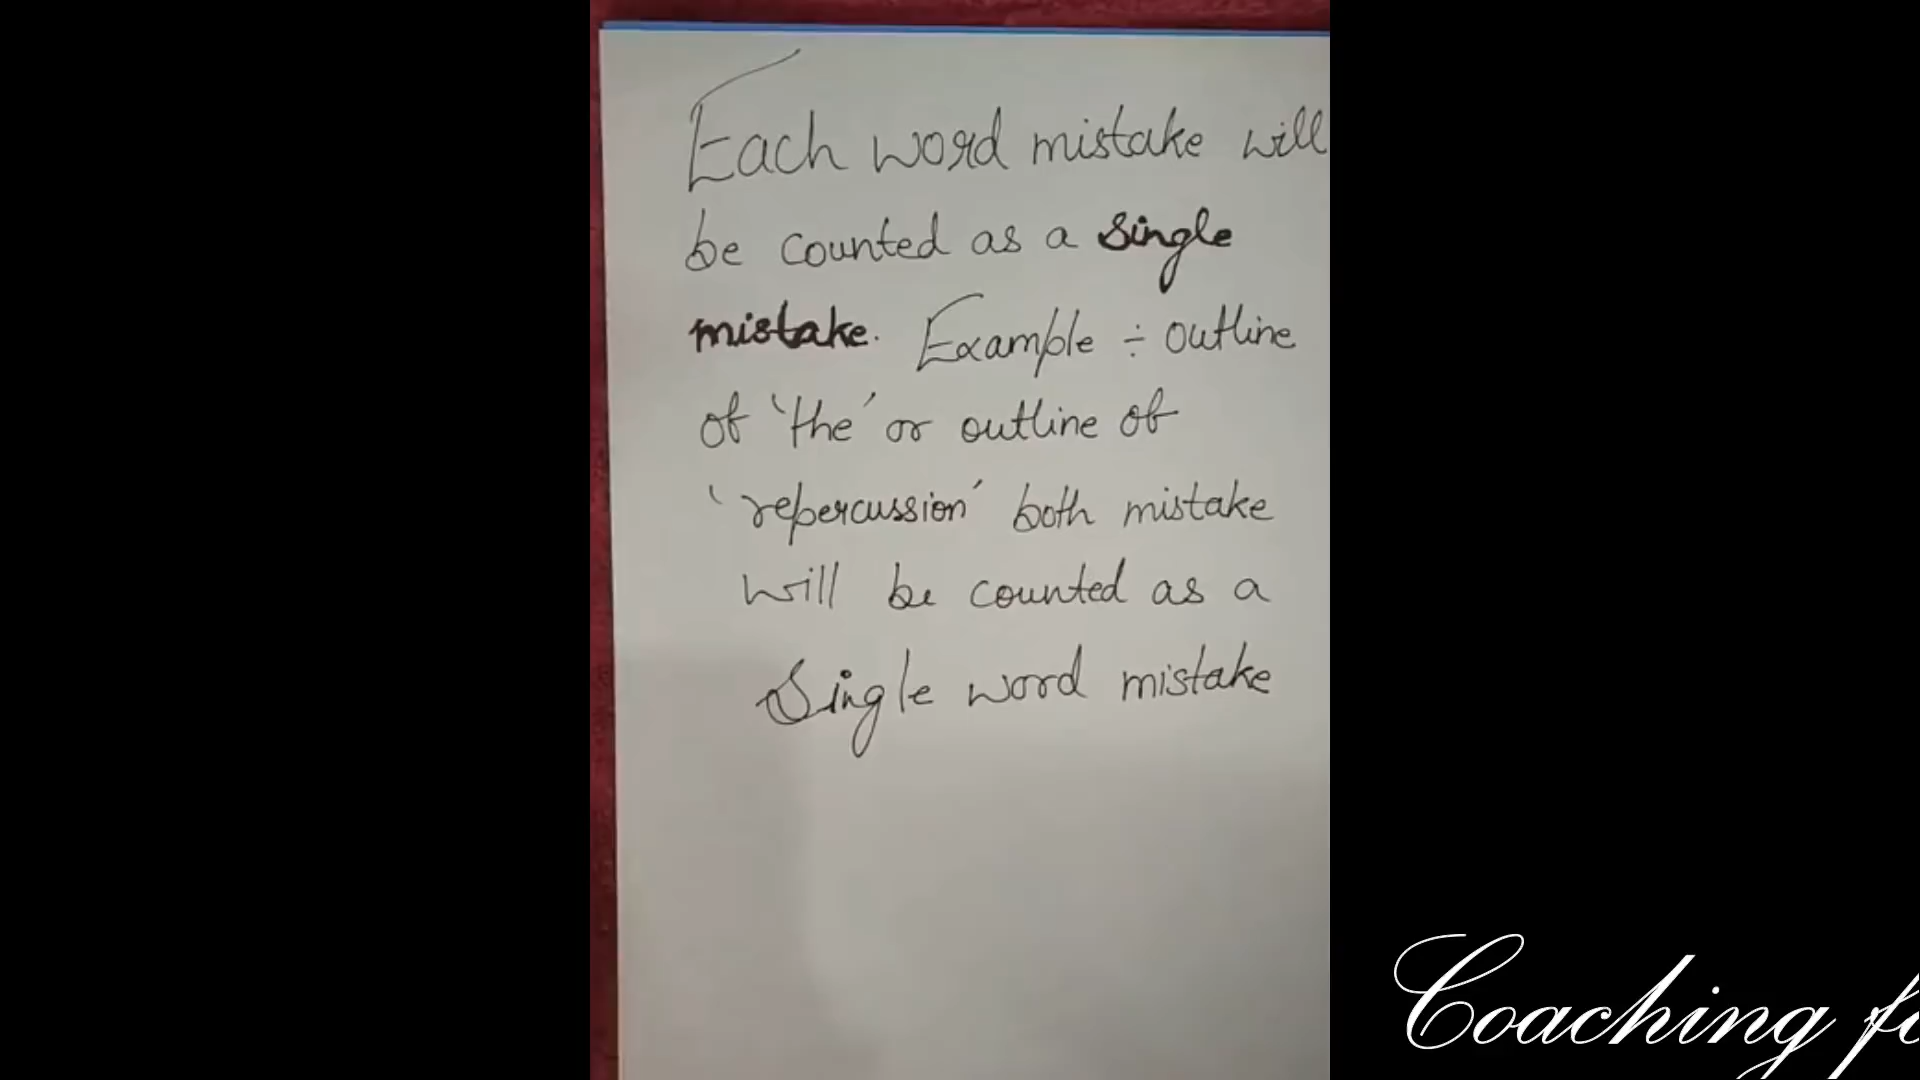 Each word mistake will
be counted as a single
mistake. Example ÷ outline
of 'the' or outline of
'repercussion' both mistake
will be counted as a
Single word mistake
Coaching fo